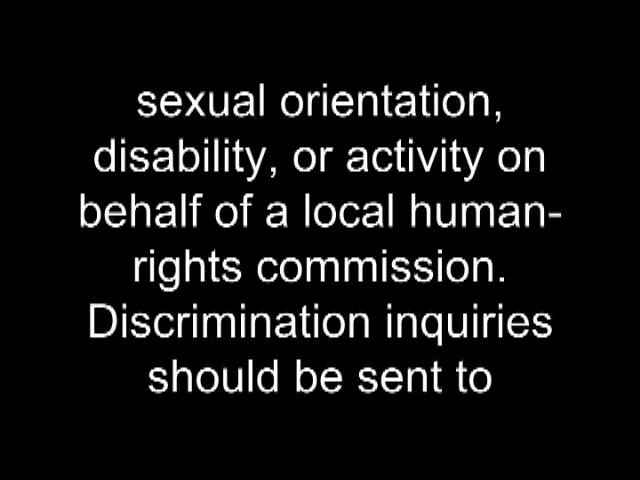 sexual orientation,
disability, or activity on
behalf of a local human-
rights commission.
Discrimination inquiries
should be sent to